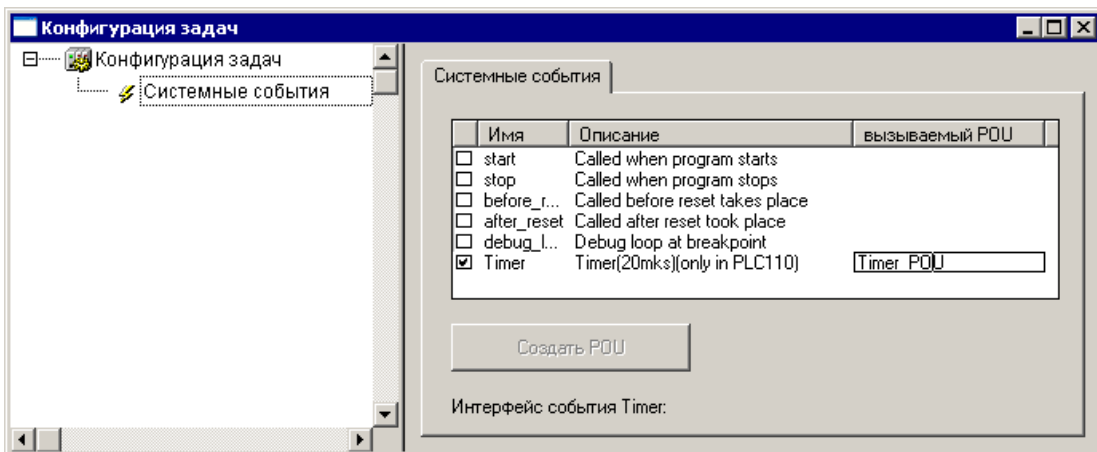 Конфигурация задач
Конфигурация задач
Системные события
Системные события
Имя Описание вызываемый POU
start Called when program starts
stop Called when program stops
before_r... Called before reset takes place
after_reset Called after reset took place
debug_l... Debug loop at breakpoint
Timer Timer(20mks)(only in PLC110) Timer_POU
Создать POU
Интерфейс события Timer: